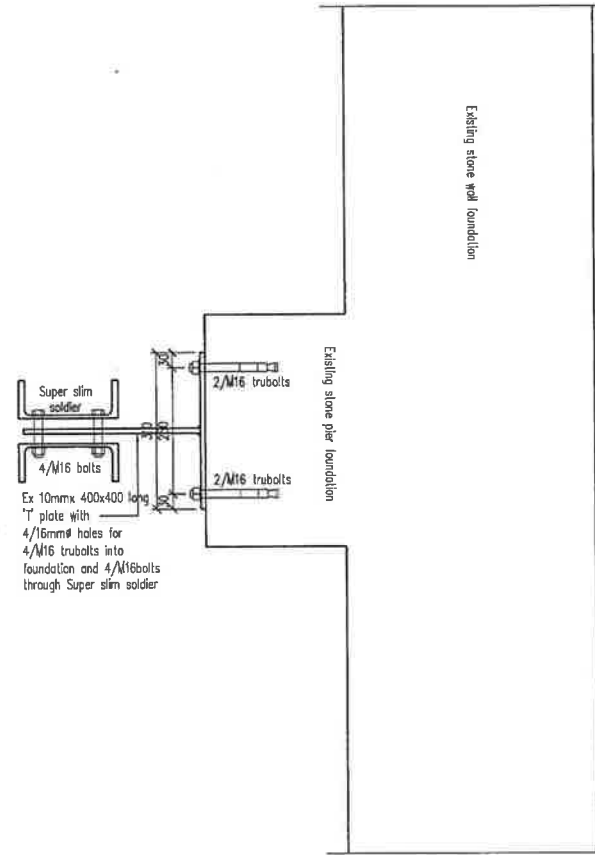 Existing stone wall foundation
Existing stone pier foundation
30
2/M16 trubolts
Super slim
soldier
4/M16 bolts
2/M16 trubolts
Ex 10mmx 400x400 long
'T' plate with
4/16mmø holes for
4/M16 trubolts into
foundation and 4/M16bolts
through Super slim soldier